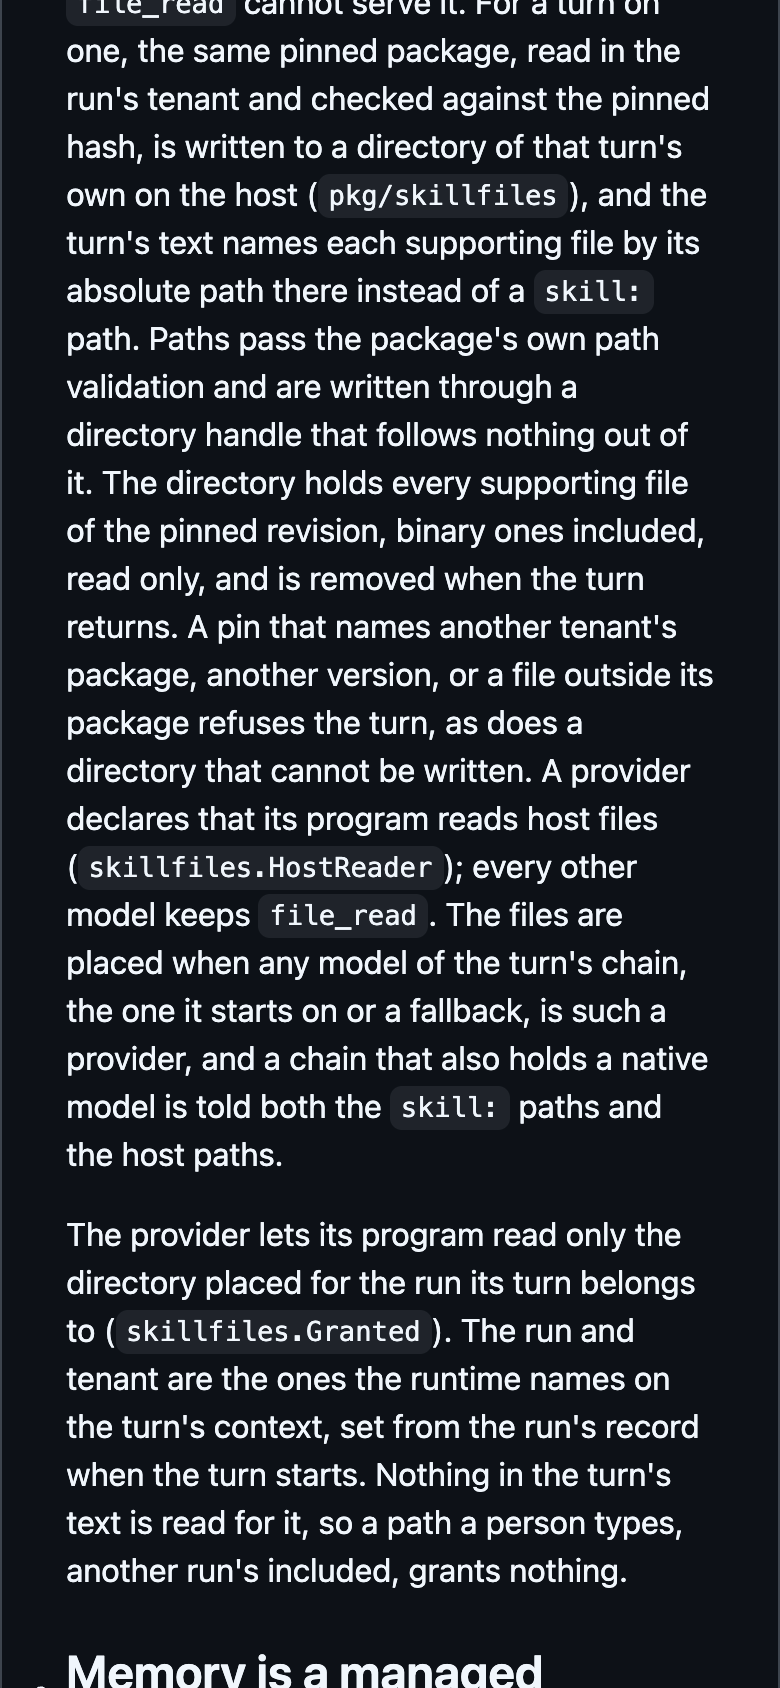 file_read cannot serve it. For a turn on
one, the same pinned package, read in the
run's tenant and checked against the pinned
hash, is written to a directory of that turn's
own on the host (pkg/skillfiles), and the
turn's text names each supporting file by its
absolute path there instead of a skill:
path. Paths pass the package's own path
validation and are written through a
directory handle that follows nothing out of
it. The directory holds every supporting file
of the pinned revision, binary ones included,
read only, and is removed when the turn
returns. A pin that names another tenant's
package, another version, or a file outside its
package refuses the turn, as does a
directory that cannot be written. A provider
declares that its program reads host files
(skillfiles.HostReader); every other
model keeps file_read. The files are
placed when any model of the turn's chain,
the one it starts on or a fallback, is such a
provider, and a chain that also holds a native
model is told both the skill: paths and
the host paths.
The provider lets its program read only the
directory placed for the run its turn belongs
to (skillfiles.Granted). The run and
tenant are the ones the runtime names on
the turn's context, set from the run's record
when the turn starts. Nothing in the turn's
text is read for it, so a path a person types,
another run's included, grants nothing.
Memory is a managed